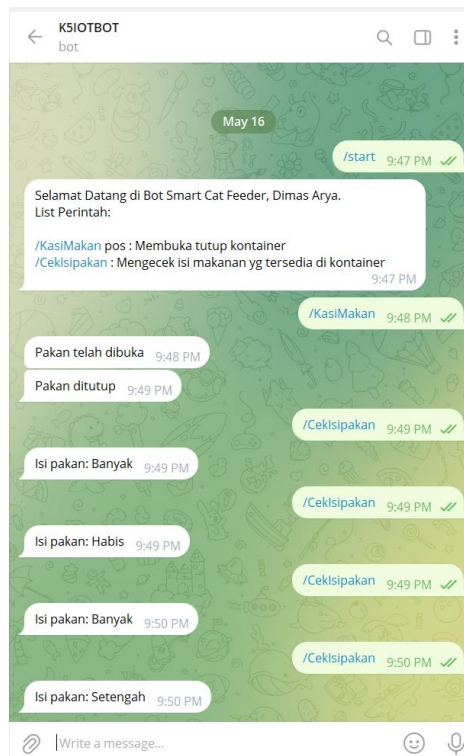 K5IOTBOT
bot
May 16
/start 9:47 PM
Selamat Datang di Bot Smart Cat Feeder, Dimas Arya.
List Perintah:
/KasiMakan pos : Membuka tutup kontainer
/CekIsipakan : Mengecek isi makanan yg tersedia di kontainer
9:47 PM
/KasiMakan 9:48 PM
Pakan telah dibuka 9:48 PM
Pakan ditutup 9:49 PM
/CekIsipakan 9:49 PM
Isi pakan: Banyak 9:49 PM
/CekIsipakan 9:49 PM
Isi pakan: Habis 9:49 PM
/CekIsipakan 9:49 PM
Isi pakan: Banyak 9:50 PM
/CekIsipakan 9:50 PM
Isi pakan: Setengah 9:50 PM
Write a message...